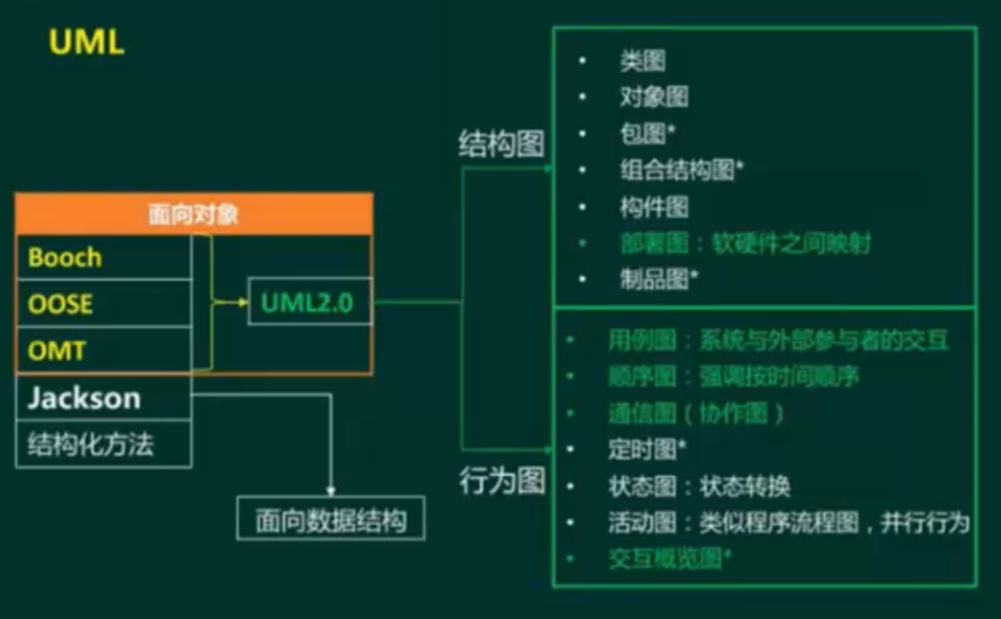 UML
面向对象
Booch
OOSE
OMT
UML2.0
Jackson
结构化方法
面向数据结构
结构图
• 类图
• 对象图
• 包图*
• 组合结构图*
• 构件图
• 部署图：软硬件之间映射
• 制品图*
行为图
• 用例图：系统与外部参与者的交互
• 顺序图：强调按时间顺序
• 通信图（协作图）
• 定时图*
• 状态图：状态转换
• 活动图：类似程序流程图，并行行为
• 交互概览图*